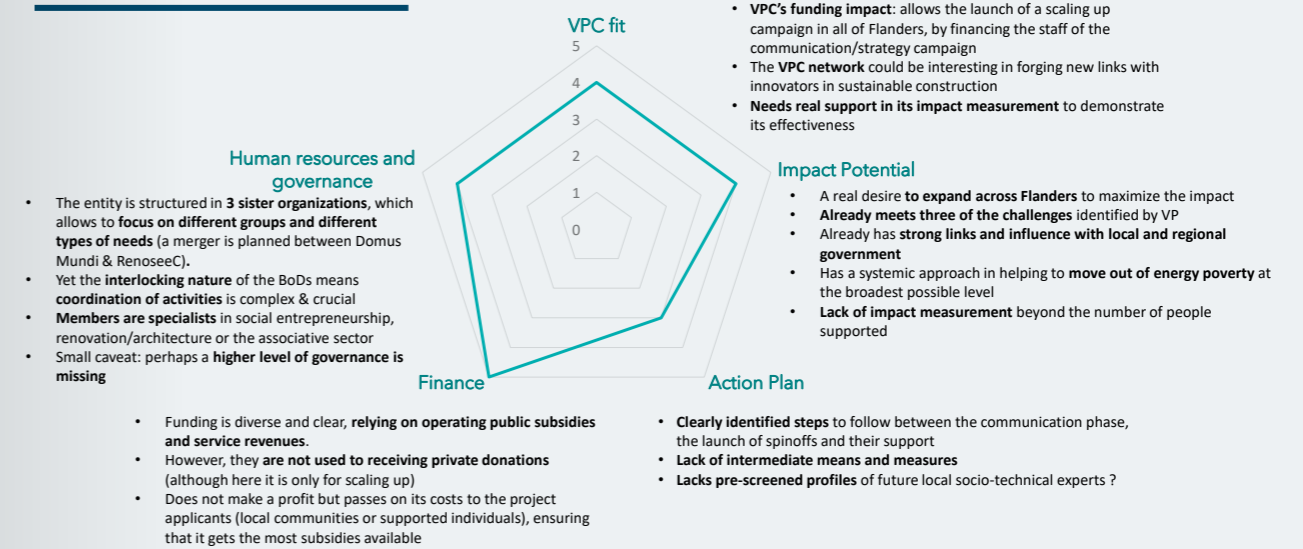 VPC fit
5
4
3
2
1
0
• VPC's funding impact: allows the launch of a scaling up
campaign in all of Flanders, by financing the staff of the
communication/strategy campaign
• The VPC network could be interesting in forging new links with
innovators in sustainable construction
• Needs real support in its impact measurement to demonstrate
its effectiveness
Human resources and
governance
• The entity is structured in 3 sister organizations, which
allows to focus on different groups and different
types of needs (a merger is planned between Domus
Mundi & RenoseeC).
• Yet the interlocking nature of the BoDs means
coordination of activities is complex & crucial
• Members are specialists in social entrepreneurship,
renovation/architecture or the associative sector
• Small caveat: perhaps a higher level of governance is
missing
Impact Potential
• A real desire to expand across Flanders to maximize the impact
• Already meets three of the challenges identified by VP
• Already has strong links and influence with local and regional
government
• Has a systemic approach in helping to move out of energy poverty at
the broadest possible level
• Lack of impact measurement beyond the number of people
supported
Finance
• Funding is diverse and clear, relying on operating public subsidies
and service revenues.
• However, they are not used to receiving private donations
(although here it is only for scaling up)
• Does not make a profit but passes on its costs to the project
applicants (local communities or supported individuals), ensuring
that it gets the most subsidies available
Action Plan
• Clearly identified steps to follow between the communication phase,
the launch of spinoffs and their support
• Lack of intermediate means and measures
• Lacks pre-screened profiles of future local socio-technical experts ?